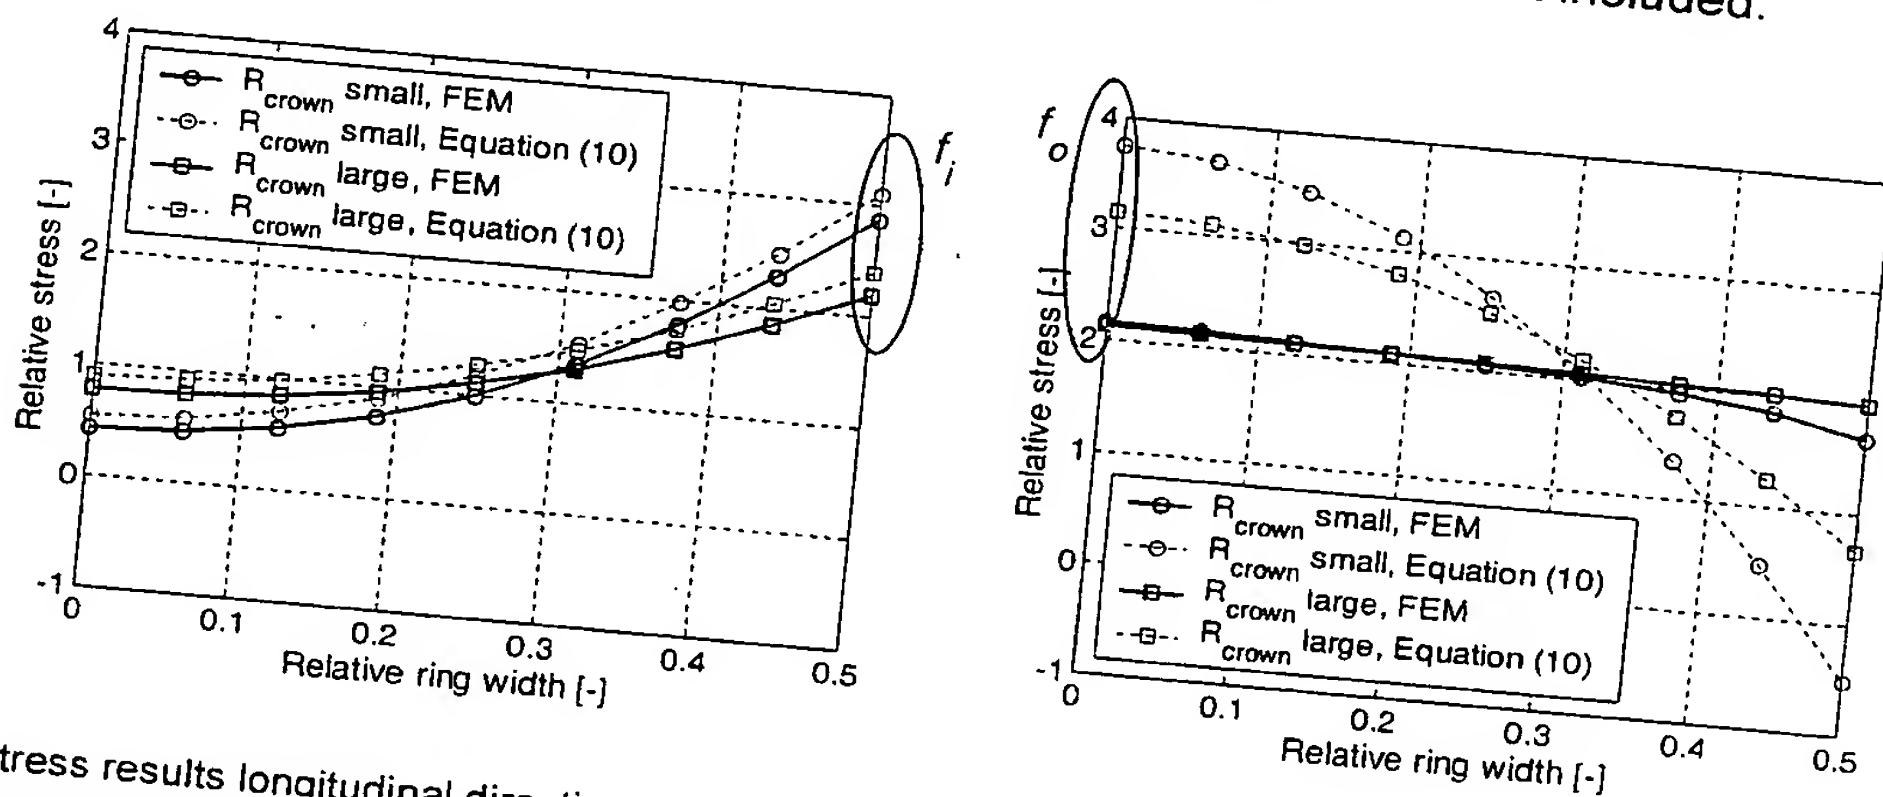 included.
4
3
2
1
0
-1
Relative stress [-]
R crown small, FEM
R crown small, Equation (10)
R crown large, FEM
R crown large, Equation (10)
f i
0
0.1
0.2
0.3
0.4
0.5
Relative ring width [-]
f o
4
3
2
1
0
-1
Relative stress [-]
R crown small, FEM
R crown small, Equation (10)
R crown large, FEM
R crown large, Equation (10)
0
0.1
0.2
0.3
0.4
0.5
Relative ring width [-]
tress results longitudinal